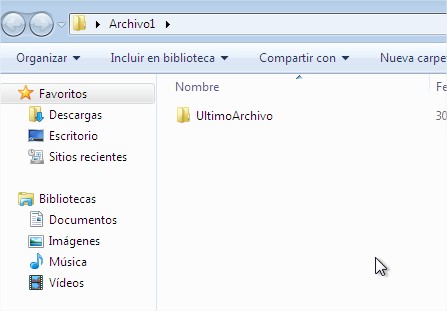 Archivo1
Organizar Incluir en biblioteca Compartir con Nueva carpe
Nombre Fe
Favoritos
UltimoArchivo 30
Descargas
Escritorio
Sitios recientes
Bibliotecas
Documentos
Imágenes
Música
Vídeos